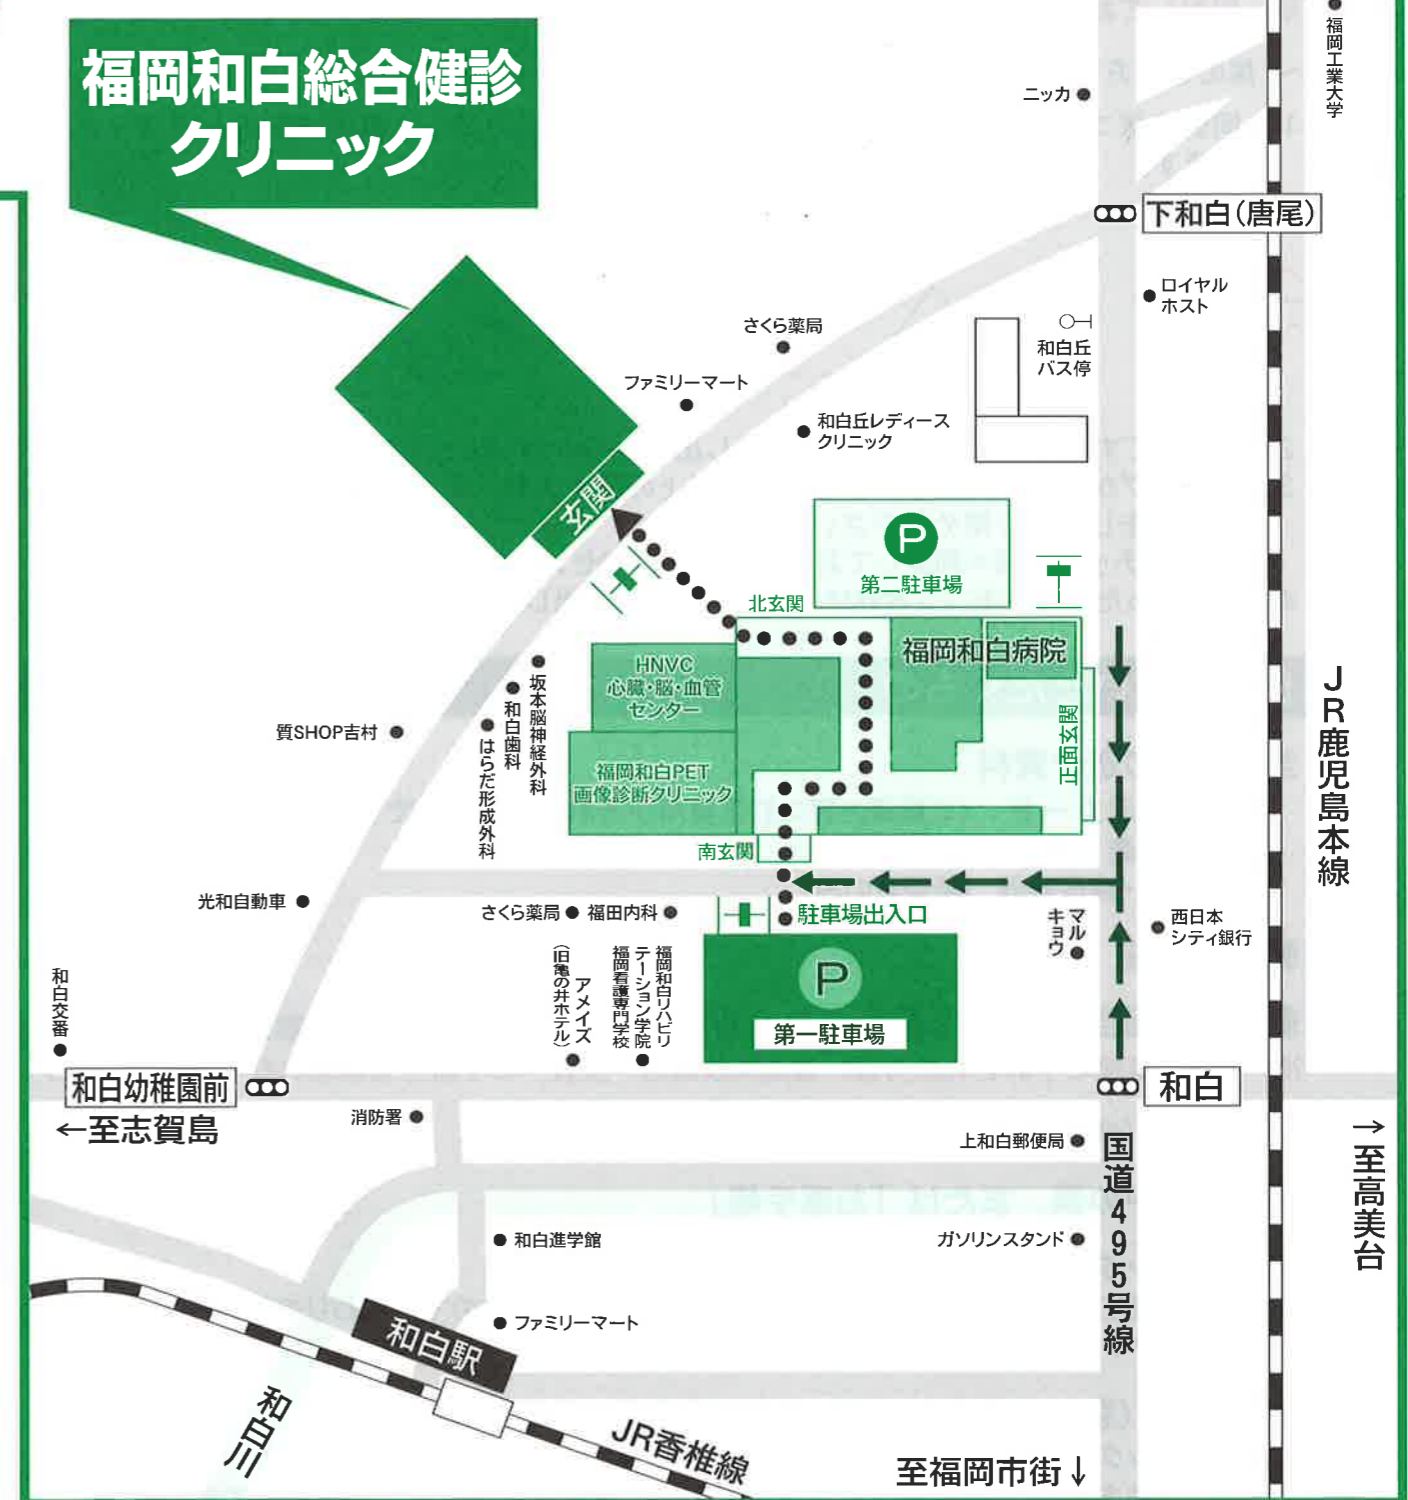 福岡和白総合健診
クリニック
福岡工業大学
ニッカ
下和白(唐尾)
ロイヤル
ホスト
和白丘
バス停
さくら薬局
ファミリーマート
和白丘レディース
クリニック
玄関
P
第二駐車場
北玄関
福岡和白病院
HNVC
心臓・脳・血管
センター
福岡和白PET
画像診断クリニック
正面玄関
南玄関
坂本脳神経外科
和白歯科
はらだ形成外科
質SHOP吉村
JR鹿児島本線
光和自動車
さくら薬局
福田内科
駐車場出入口
マル
キョウ
西日本
シティ銀行
P
第一駐車場
福岡和白リハビリ
テーション学院
福岡看護専門学校
アメイズ
(旧亀の井ホテル)
和白交番
和白幼稚園前
←至志賀島
和白
消防署
上和白郵便局
国道495号線
→至高美台
和白進学館
ガソリンスタンド
ファミリーマート
和白駅
和白川
JR香椎線
至福岡市街↓